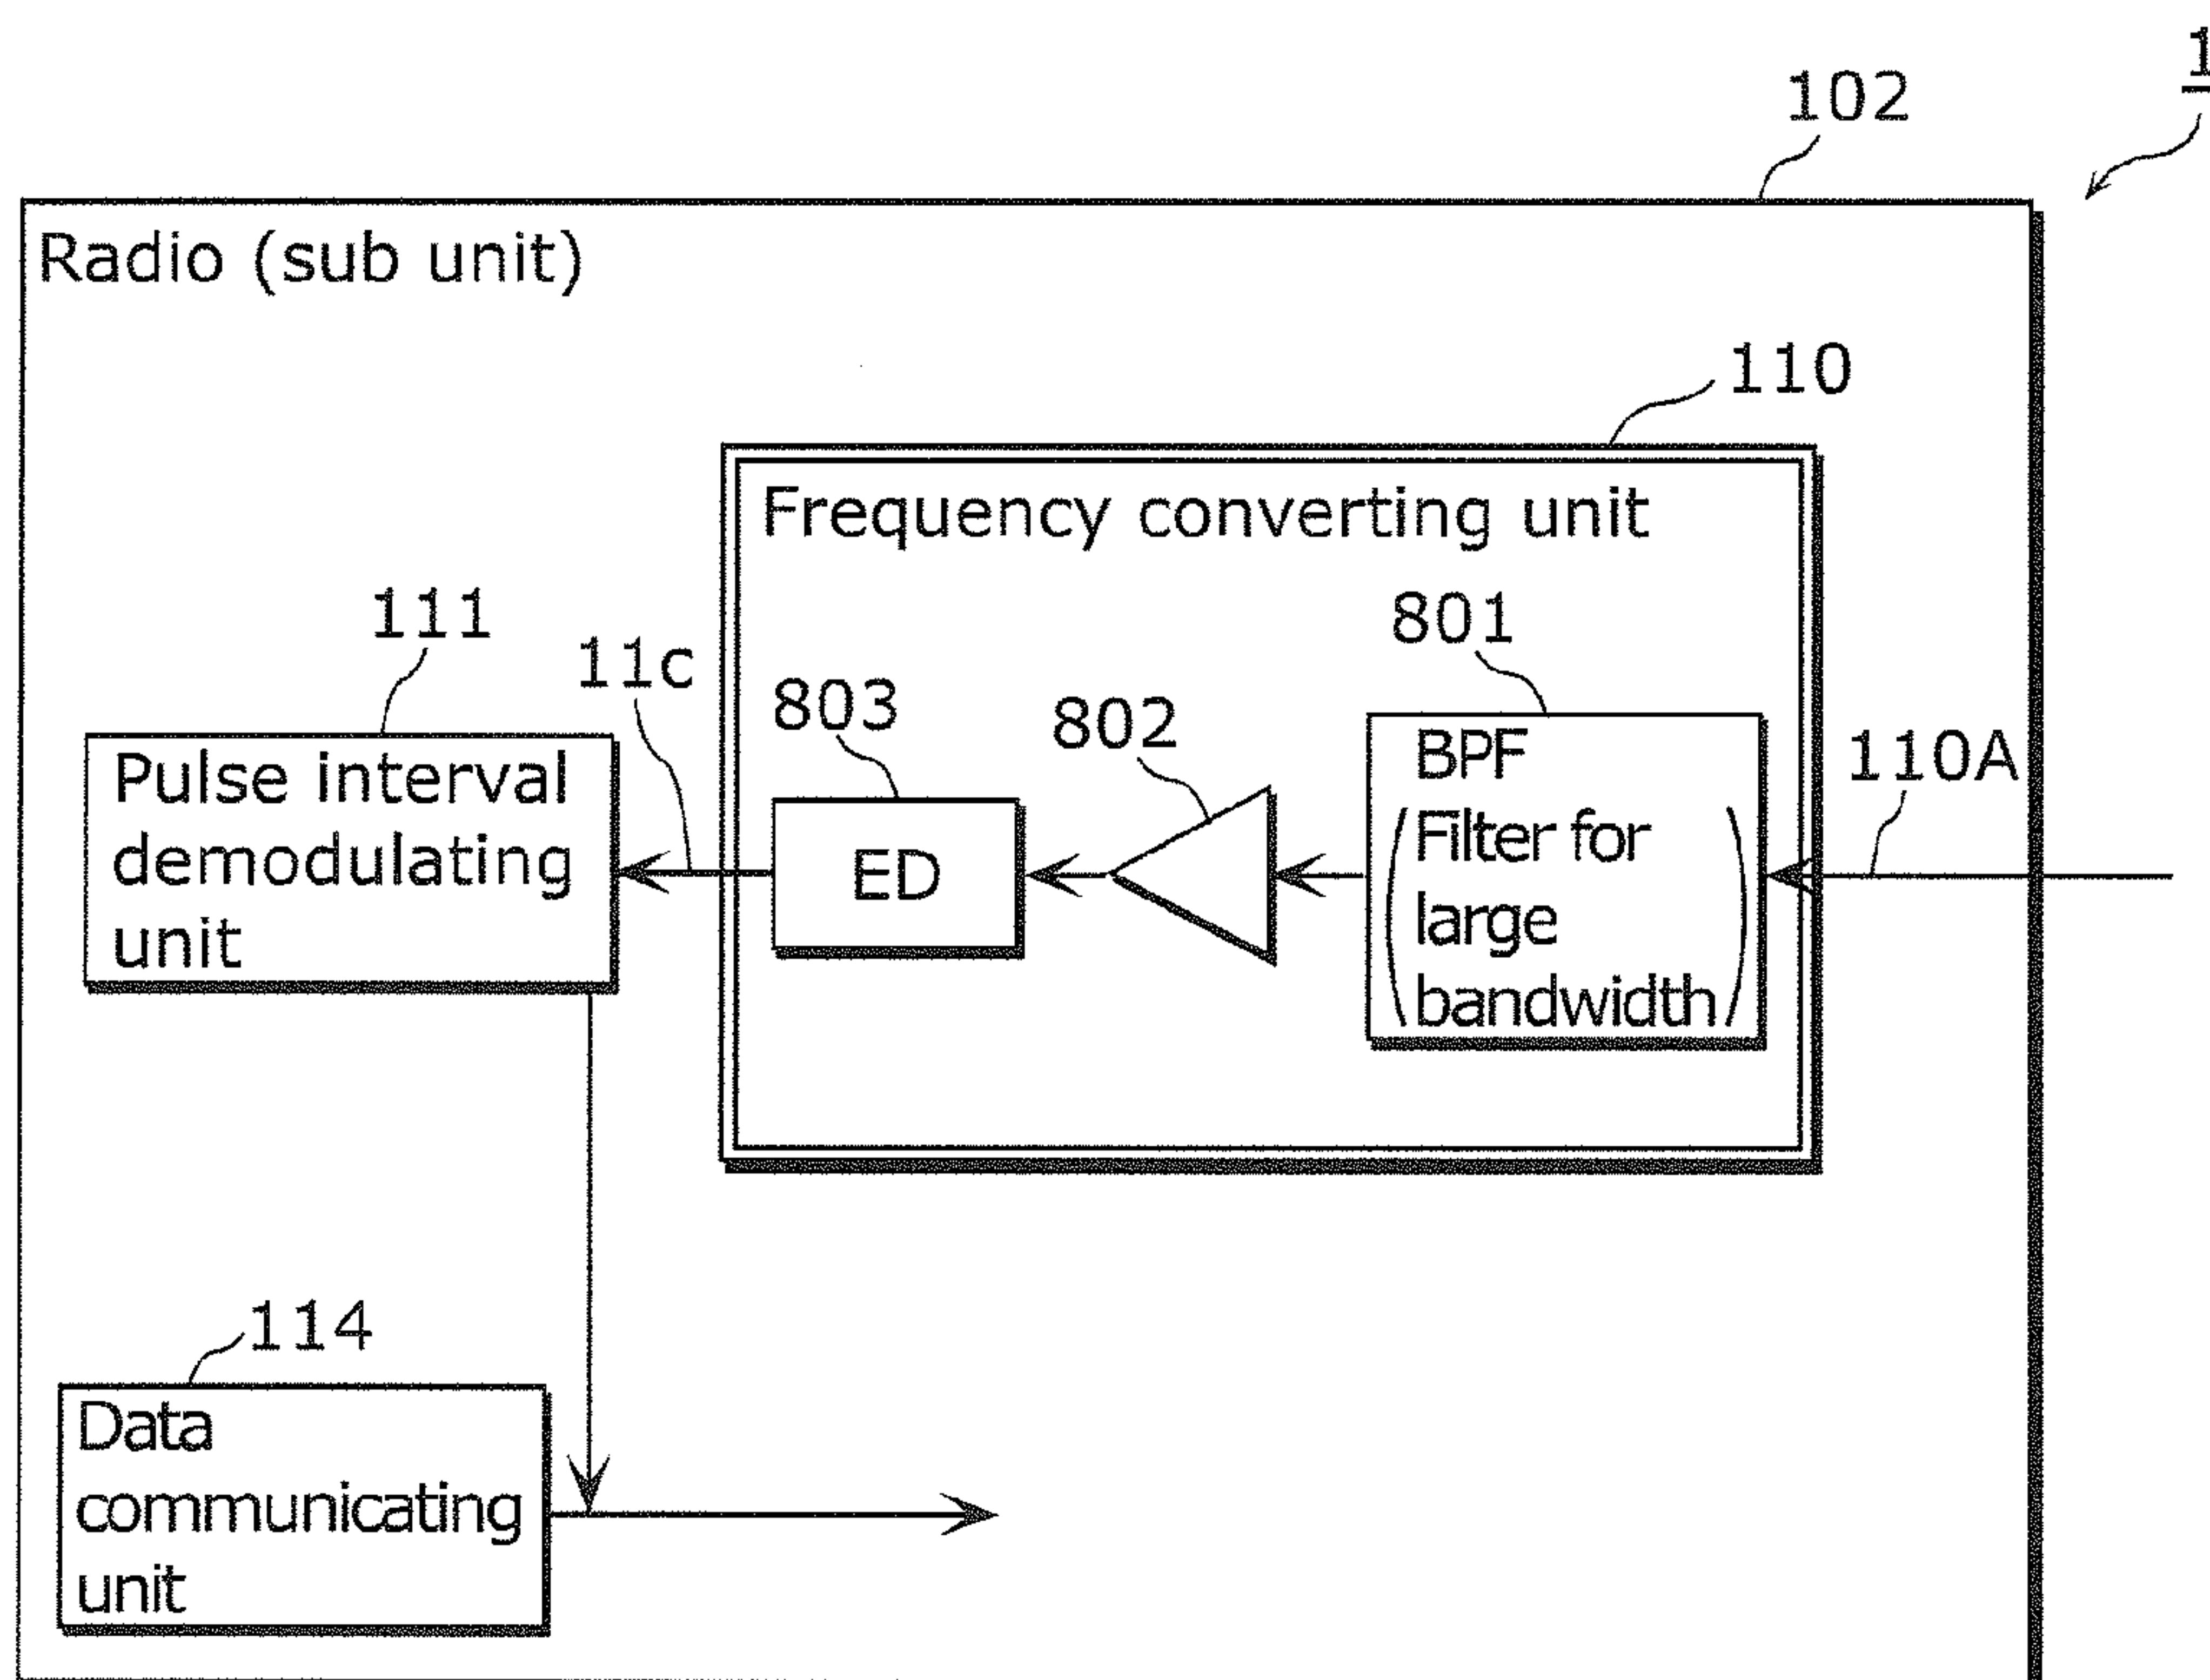 1
102
Radio (sub unit)
110
Frequency converting unit
111
11c
803
802
801
110A
Pulse interval
demodulating
unit
ED
BPF
(Filter for
large
bandwidth)
114
Data
communicating
unit